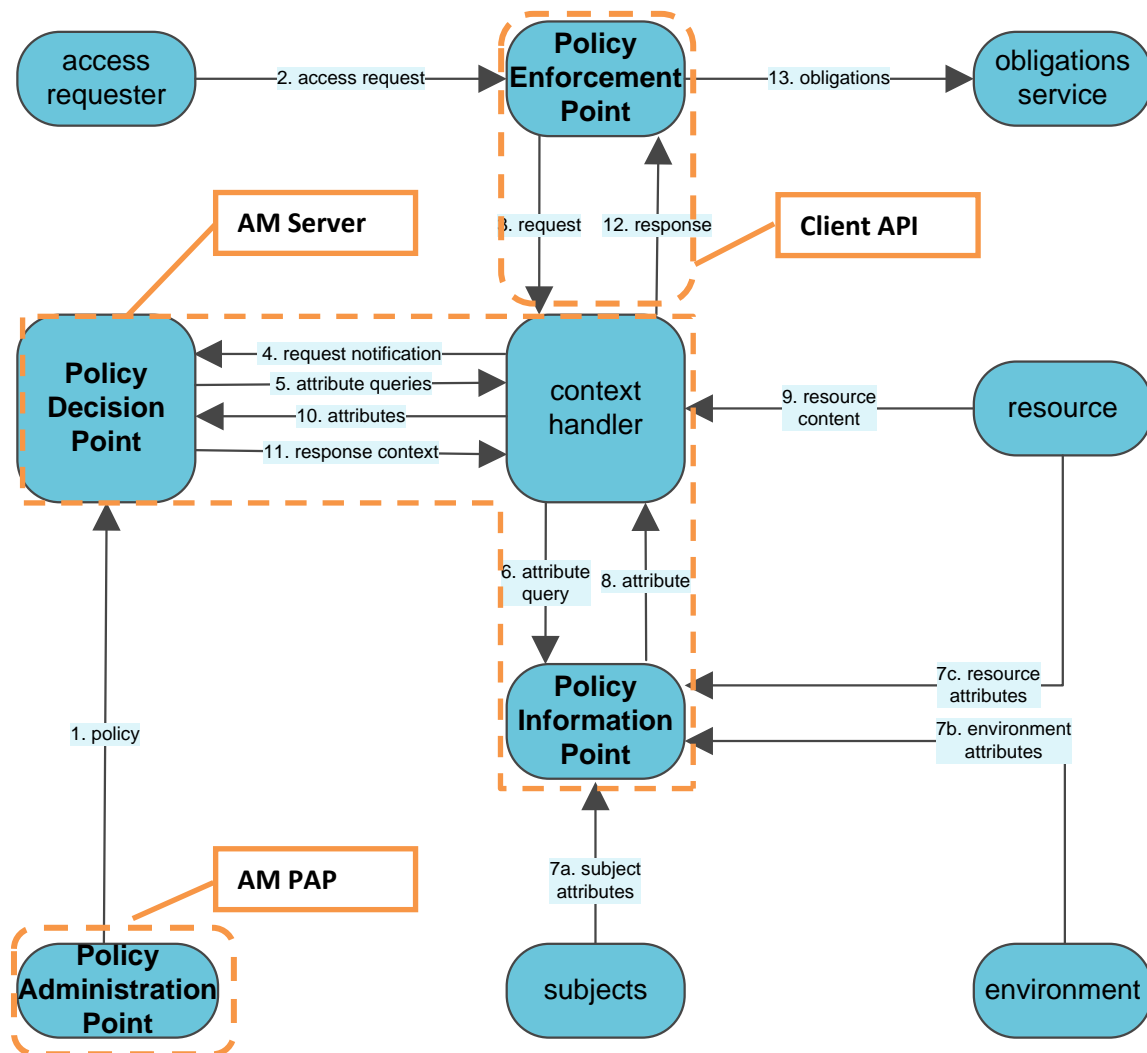 access
requester
2. access request
Policy
Enforcement
Point
13. obligations
obligations
service
AM Server
3. request
12. response
Client API
Policy
Decision
Point
4. request notification
5. attribute queries
10. attributes
11. response context
context
handler
9. resource
content
resource
6. attribute
query
8. attribute
1. policy
Policy
Information
Point
7c. resource
attributes
7b. environment
attributes
AM PAP
7a. subject
attributes
Policy
Administration
Point
subjects
environment